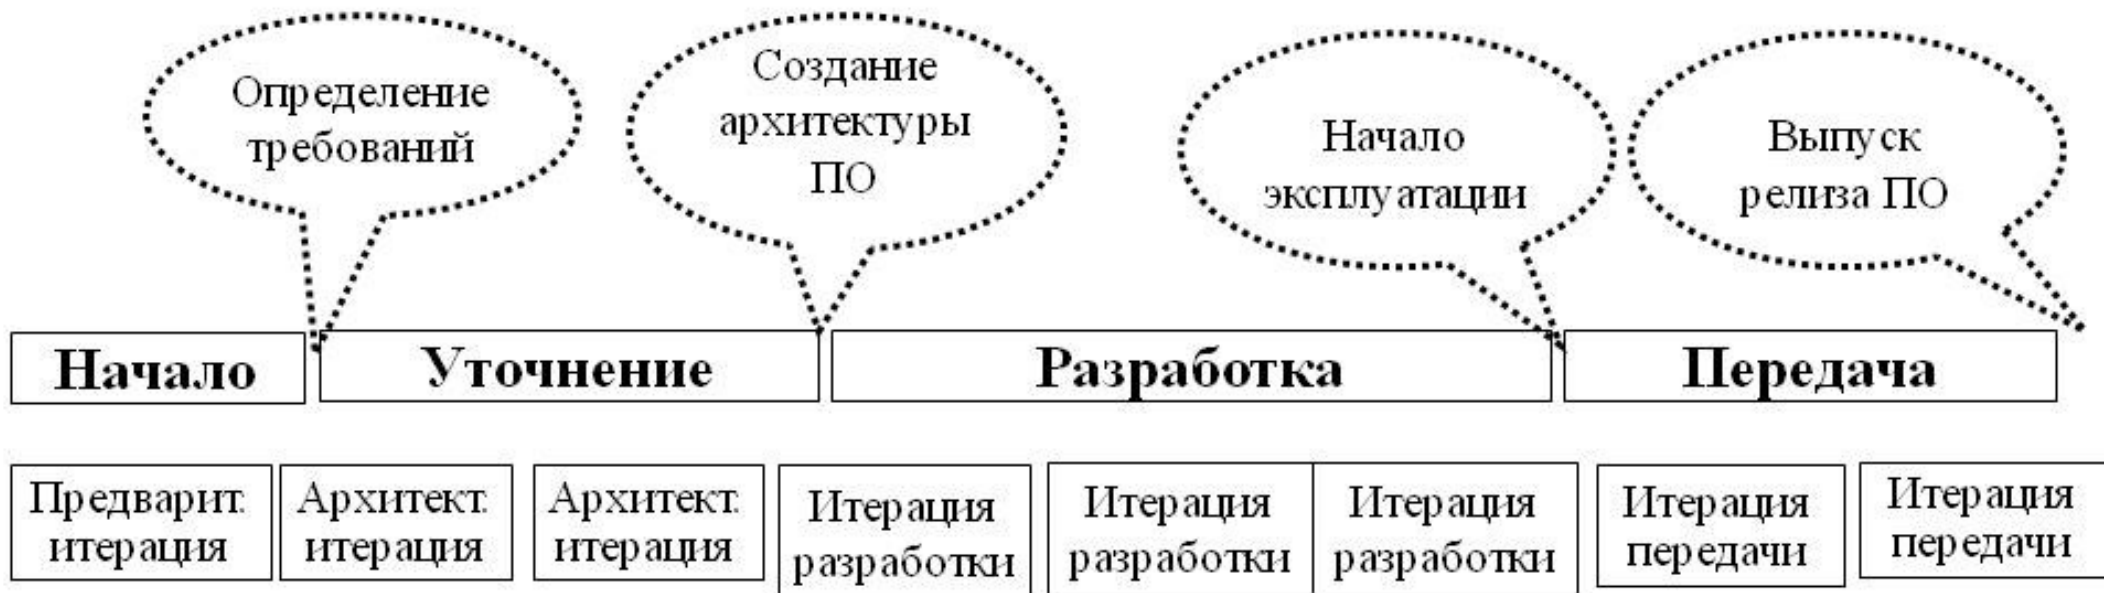 Определение
требований
Создание
архитектуры
ПО
Начало
эксплуатации
Выпуск
релиза ПО
Начало
Уточнение
Разработка
Передача
Предварит.
итерация
Архитект.
итерация
Архитект.
итерация
Итерация
разработки
Итерация
разработки
Итерация
разработки
Итерация
передачи
Итерация
передачи